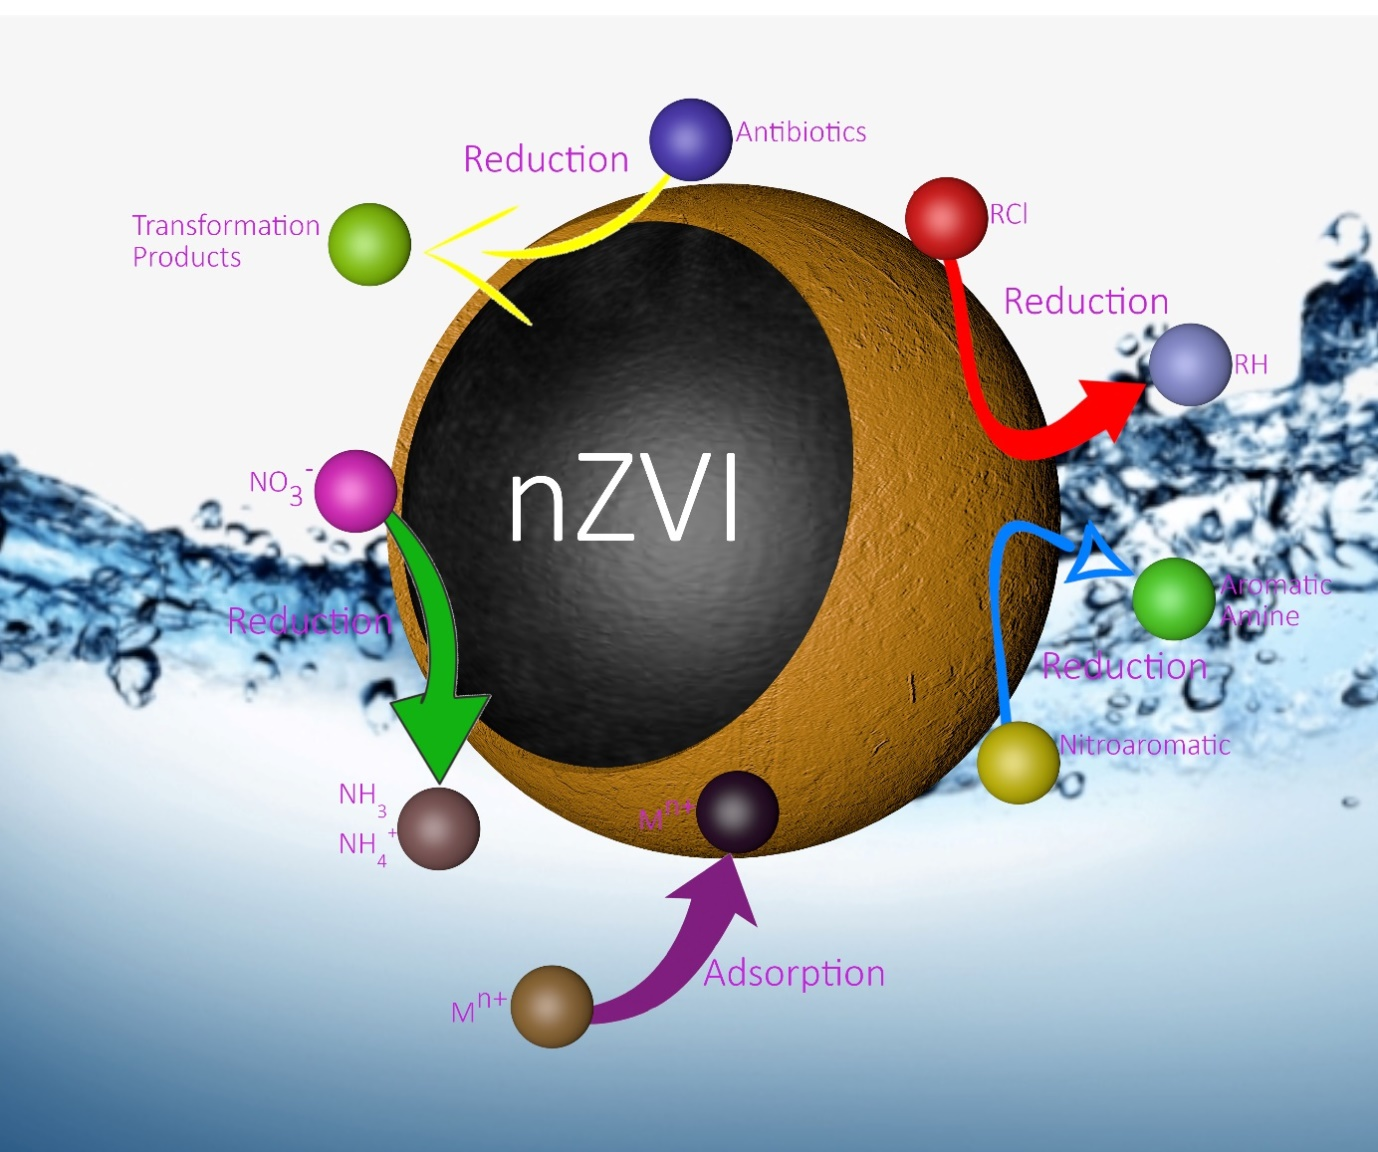 Antibiotics
Reduction
Transformation
Products
RCl
Reduction
RH
nZVI
NO₃⁻
Reduction
NH₃
NH₄⁺
Aromatic
Amine
Reduction
Nitroaromatic
Mⁿ⁺
Adsorption
Mⁿ⁺